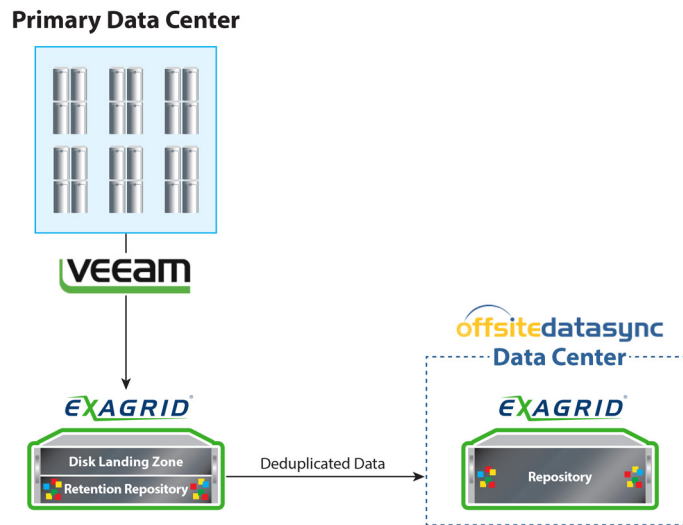 Primary Data Center
veeam
offsitedatasync
Data Center
EXAGRID®
EXAGRID®
Disk Landing Zone
Retention Repository
Deduplicated Data
Repository